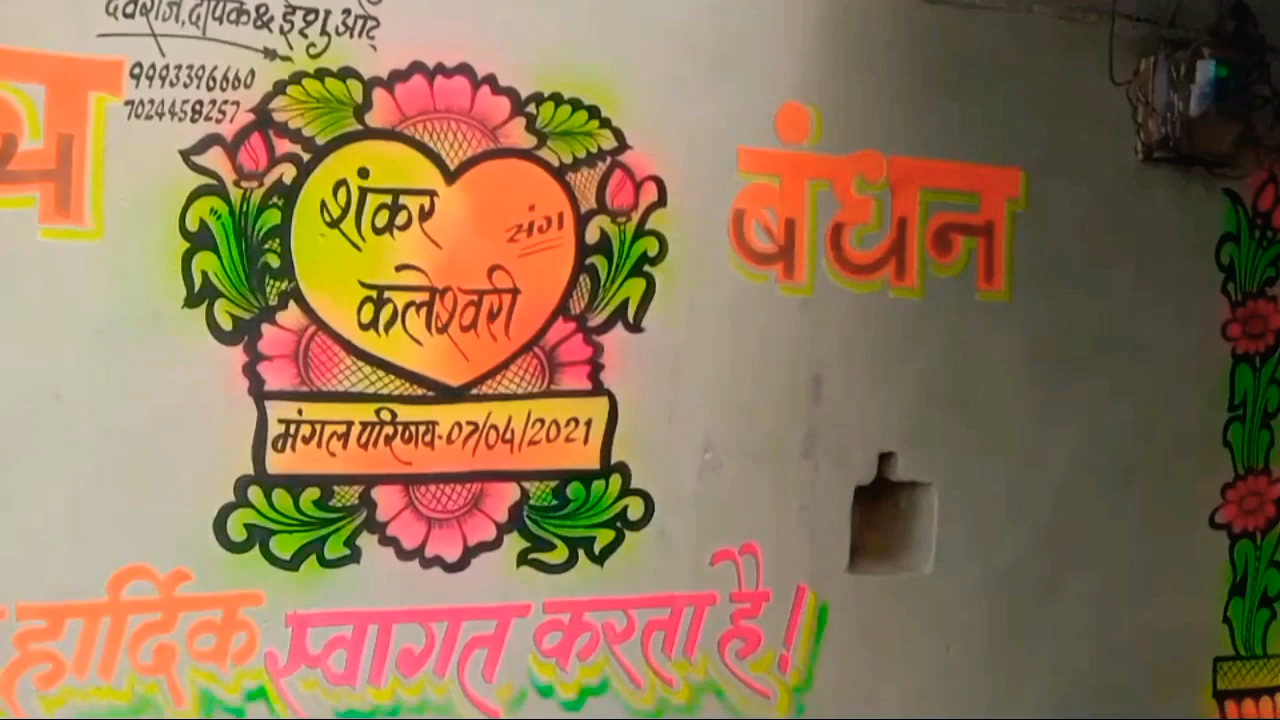 देवराज, दीपक & ईशु आर्ट
9993396660
7024458257
शंकर
संग
कलेश्वरी
बंधन
मंगल परिणय-07/04/2021
हार्दिक स्वागत करता है!